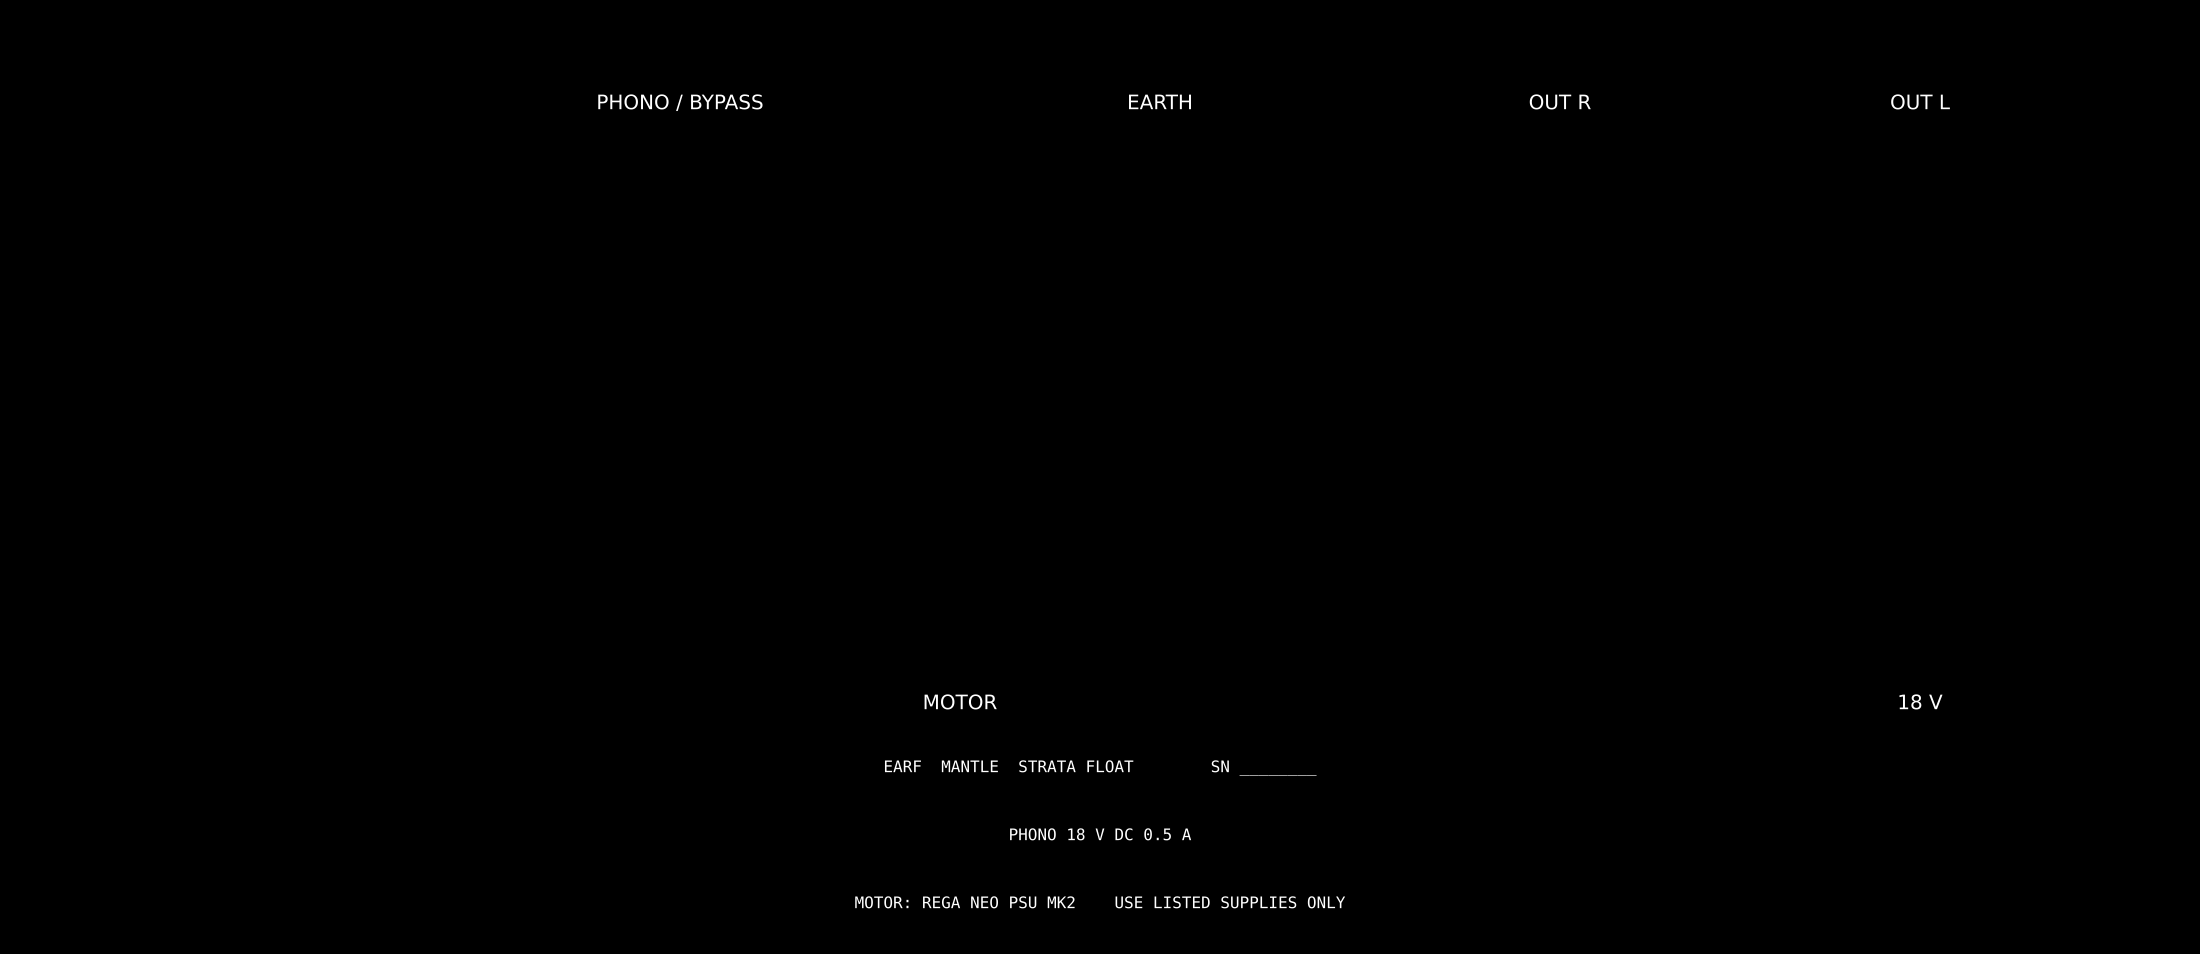 PHONO / BYPASS EARTH OUT R OUT L
MOTOR 18 V
EARF MANTLE STRATA FLOAT SN ________
PHONO 18 V DC 0.5 A
MOTOR: REGA NEO PSU MK2 USE LISTED SUPPLIES ONLY